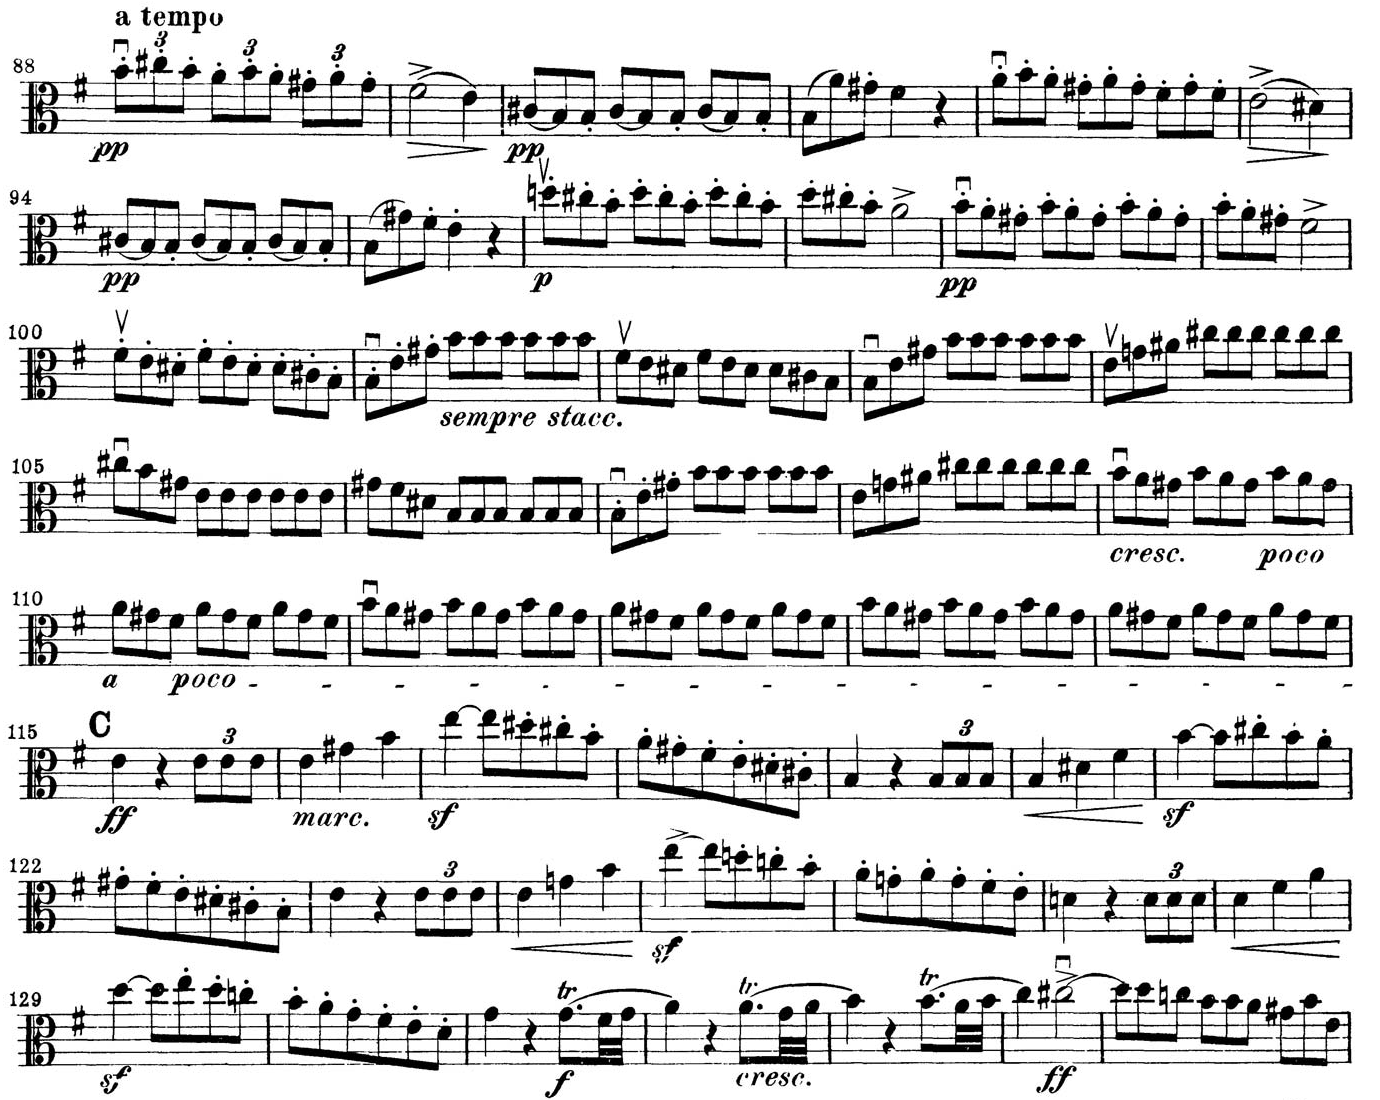 a tempo
88 3 3 3
pp pp
94
pp p pp
100
sempre stacc.
105
cresc. poco
110
a poco
115 C 3 3
ff marc. sf sf
122 3 3
sf
129 tr tr tr
sf f cresc. ff